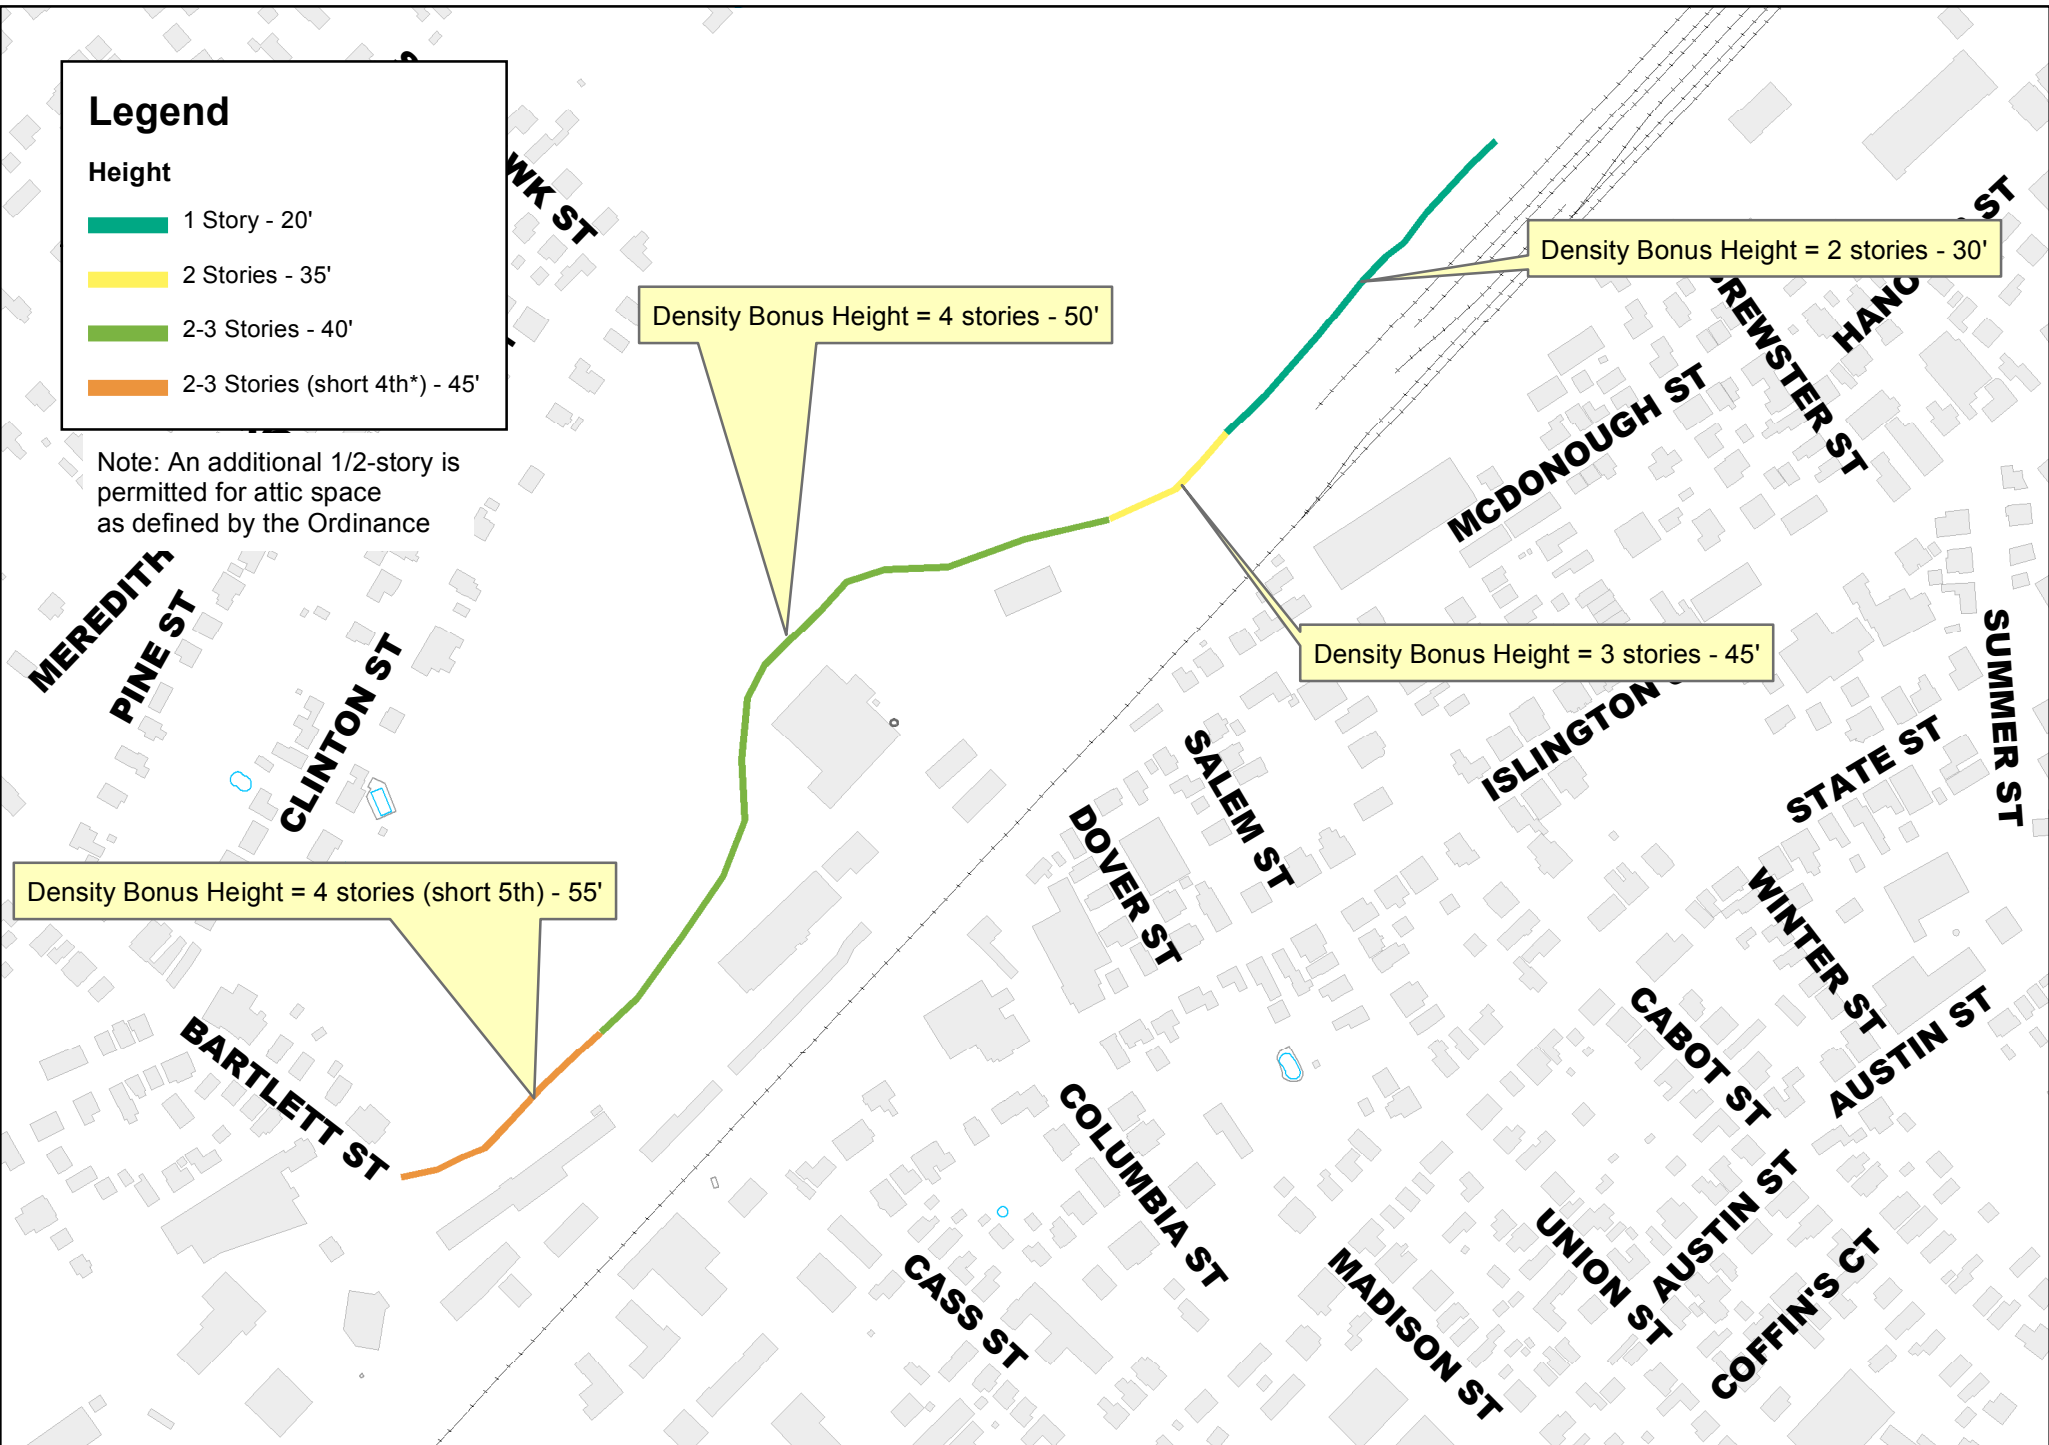 Legend
Height
1 Story - 20'
2 Stories - 35'
2-3 Stories - 40'
2-3 Stories (short 4th*) - 45'
Note: An additional 1/2-story is
permitted for attic space
as defined by the Ordinance
Density Bonus Height = 2 stories - 30'
Density Bonus Height = 4 stories - 50'
Density Bonus Height = 3 stories - 45'
Density Bonus Height = 4 stories (short 5th) - 55'
WK ST
MEREDITH
PINE ST
CLINTON ST
BARTLETT ST
HANO ST
REWSTER ST
MCDONOUGH ST
ISLINGTON
SUMMER ST
STATE ST
SALEM ST
DOVER ST
WINTER ST
CABOT ST
AUSTIN ST
COLUMBIA ST
CASS ST
MADISON ST
UNION ST
AUSTIN ST
COFFIN'S CT